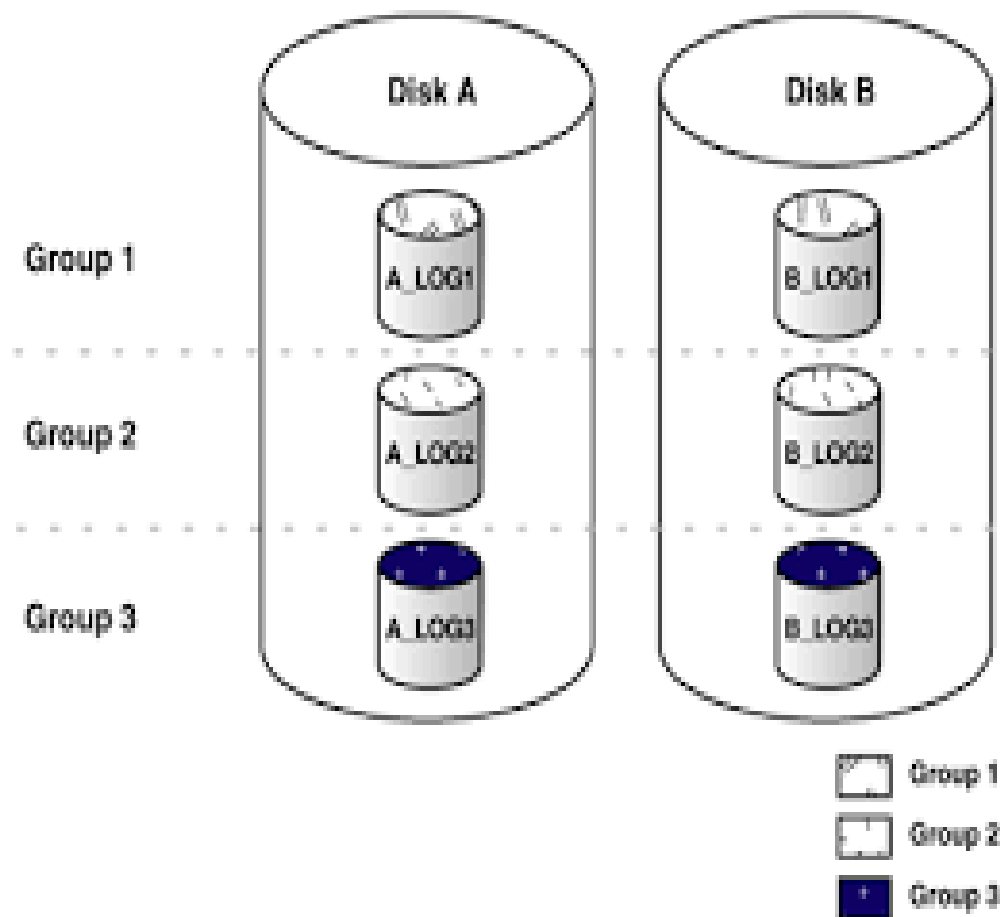 Disk A Disk B
Group 1 A_LOG1 B_LOG1
Group 2 A_LOG2 B_LOG2
Group 3 A_LOG3 B_LOG3
Group 1
Group 2
Group 3